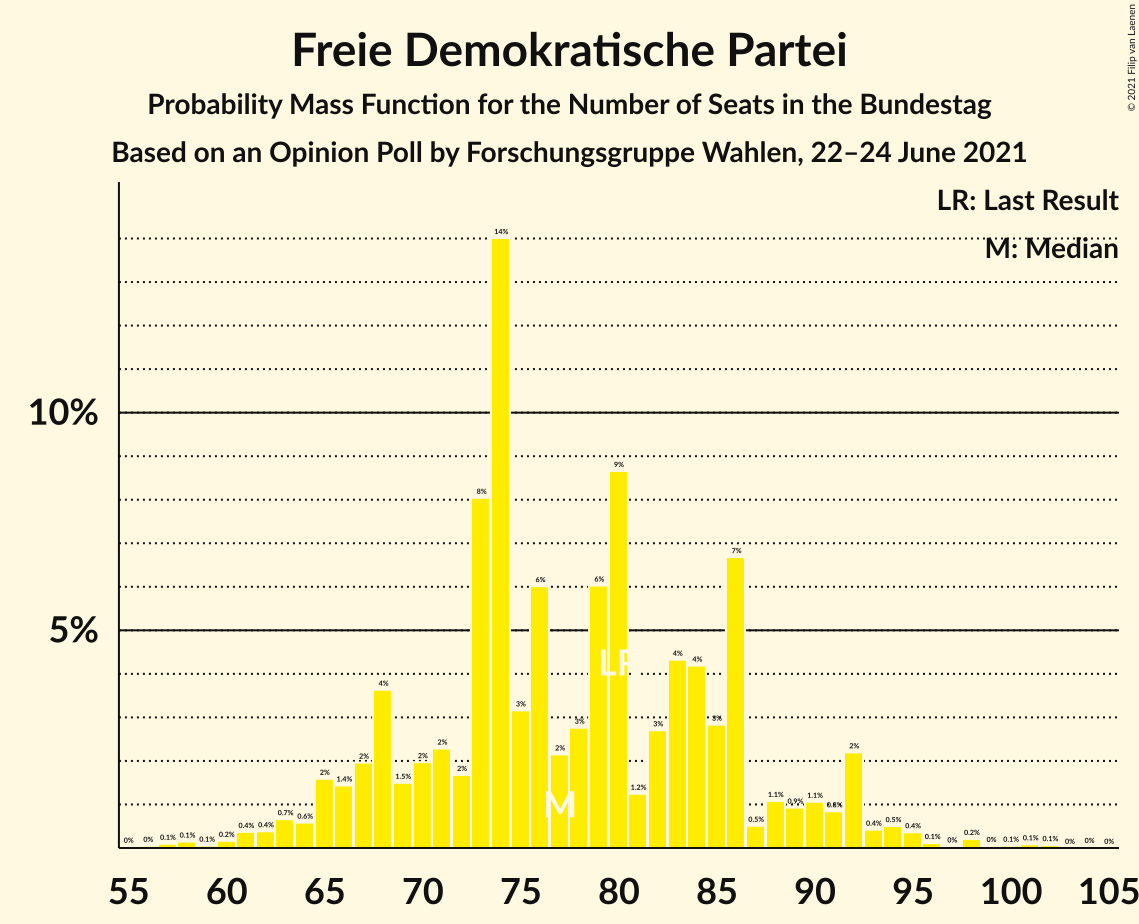 © 2021 Filip van Laenen
Freie Demokratische Partei
Probability Mass Function for the Number of Seats in the Bundestag
Based on an Opinion Poll by Forschungsgruppe Wahlen, 22–24 June 2021
LR: Last Result
M: Median
10%
5%
0% 0% 0.1% 0.1% 0.1% 0.2% 0.4% 0.4% 0.7% 0.6% 2% 1.4% 2% 4% 1.5% 2% 2% 2% 8% 14% 3% 6% 2% 3% 6% 9% 1.2% 3% 4% 4% 3% 7% 0.5% 1.1% 0.9% 1.1% 0.8% 2% 0.4% 0.5% 0.4% 0.1% 0% 0.2% 0% 0.1% 0.1% 0.1% 0% 0% 0%
LR
M
55 60 65 70 75 80 85 90 95 100 105